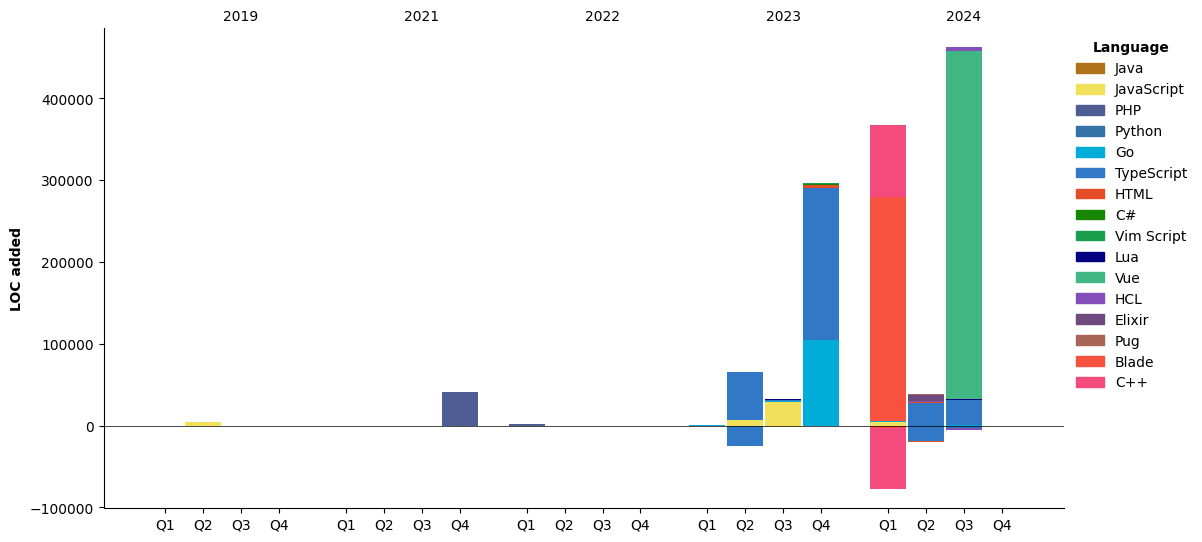 2019 2021 2022 2023 2024
Language
Java
JavaScript
PHP
Python
Go
TypeScript
HTML
C#
Vim Script
Lua
Vue
HCL
Elixir
Pug
Blade
C++
LOC added
400000
300000
200000
100000
0
−100000
Q1 Q2 Q3 Q4 Q1 Q2 Q3 Q4 Q1 Q2 Q3 Q4 Q1 Q2 Q3 Q4 Q1 Q2 Q3 Q4